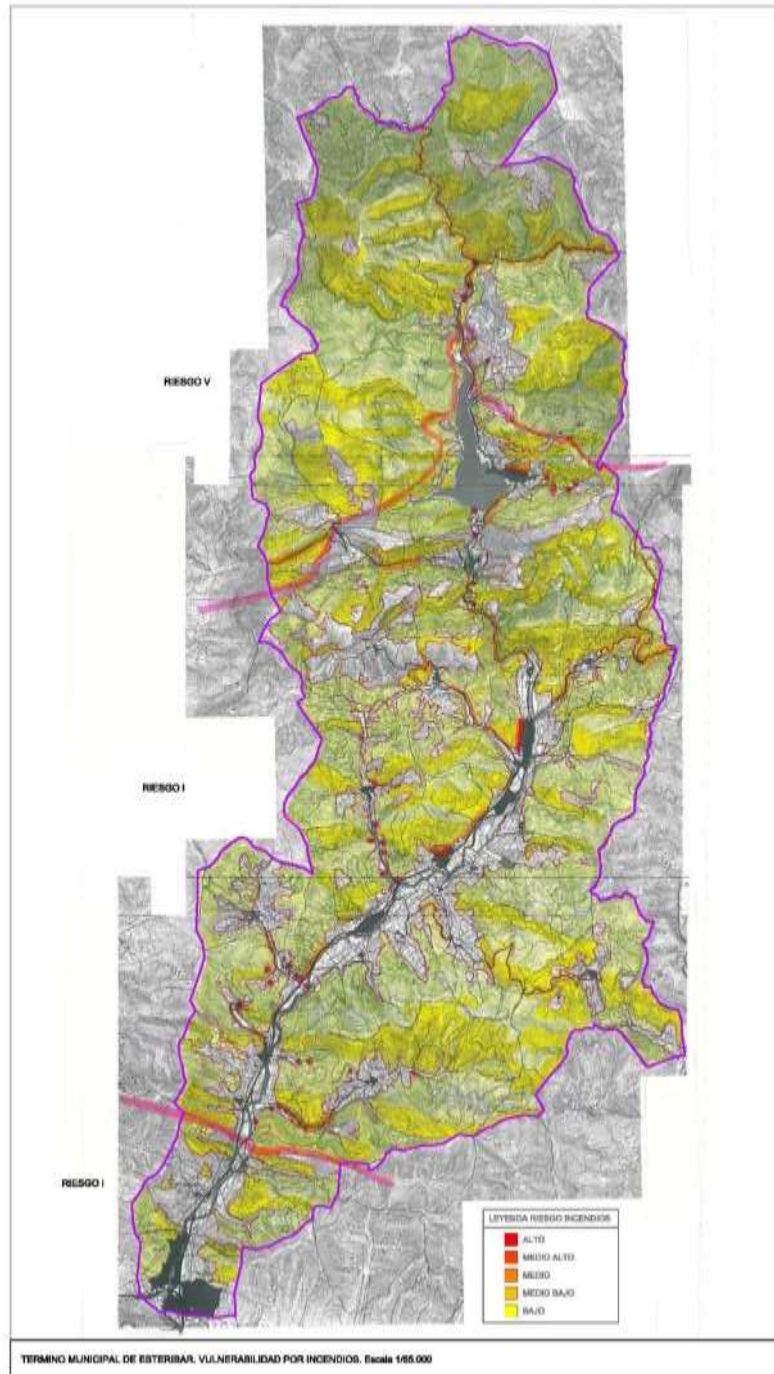 RIESGO V
RIESGO I
RIESGO I
LEYENDA RIESGO INCENDIOS
ALTO
MEDIO ALTO
MEDIO
MEDIO BAJO
BAJO
TERMINO MUNICIPAL DE ESTERIBAR. VULNERABILIDAD POR INCENDIOS. Escala 1/55.000